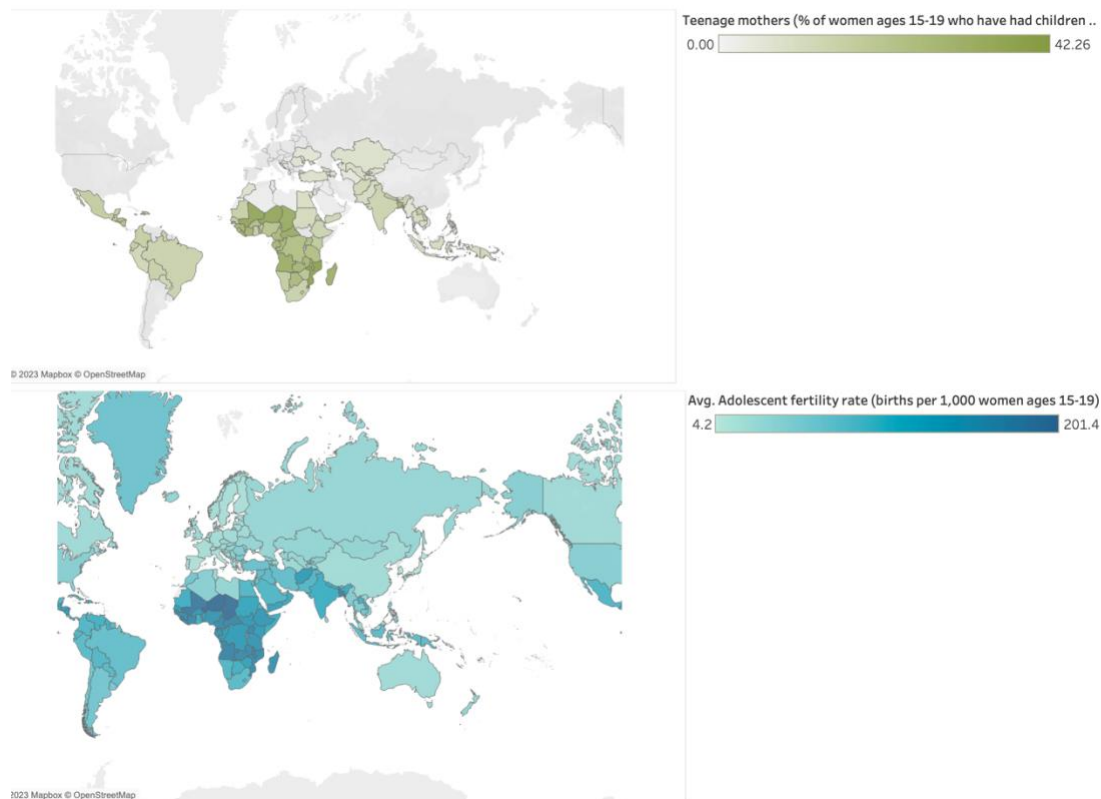 Teenage mothers (% of women ages 15-19 who have had children ..
0.00 42.26
© 2023 Mapbox © OpenStreetMap
Avg. Adolescent fertility rate (births per 1,000 women ages 15-19)
4.2 201.4
2023 Mapbox © OpenStreetMap